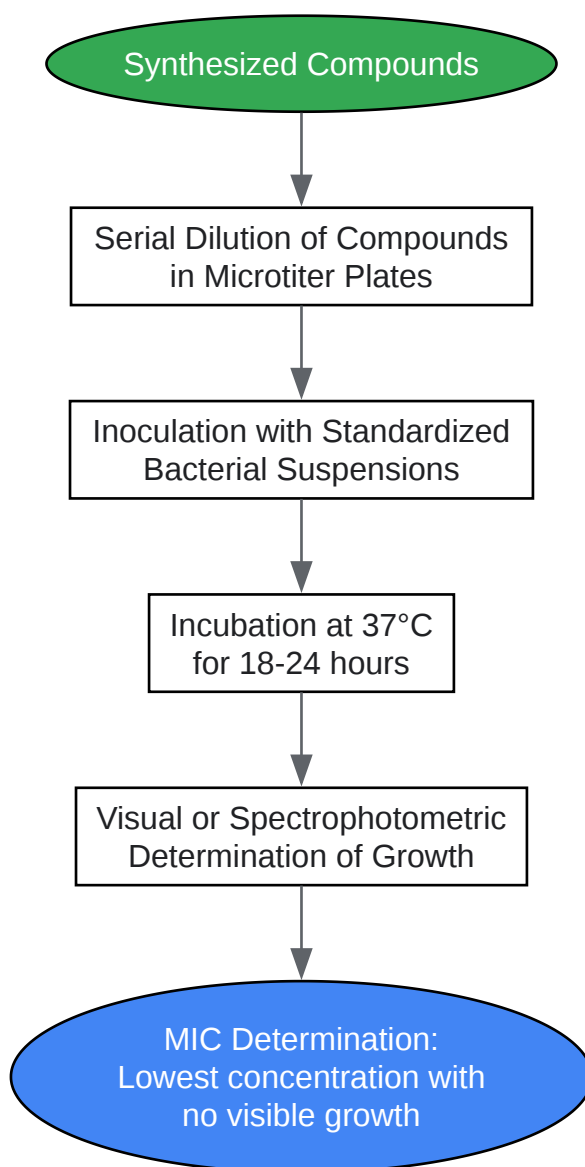 Synthesized Compounds
Serial Dilution of Compounds
in Microtiter Plates
Inoculation with Standardized
Bacterial Suspensions
Incubation at 37°C
for 18-24 hours
Visual or Spectrophotometric
Determination of Growth
MIC Determination:
Lowest concentration with
no visible growth